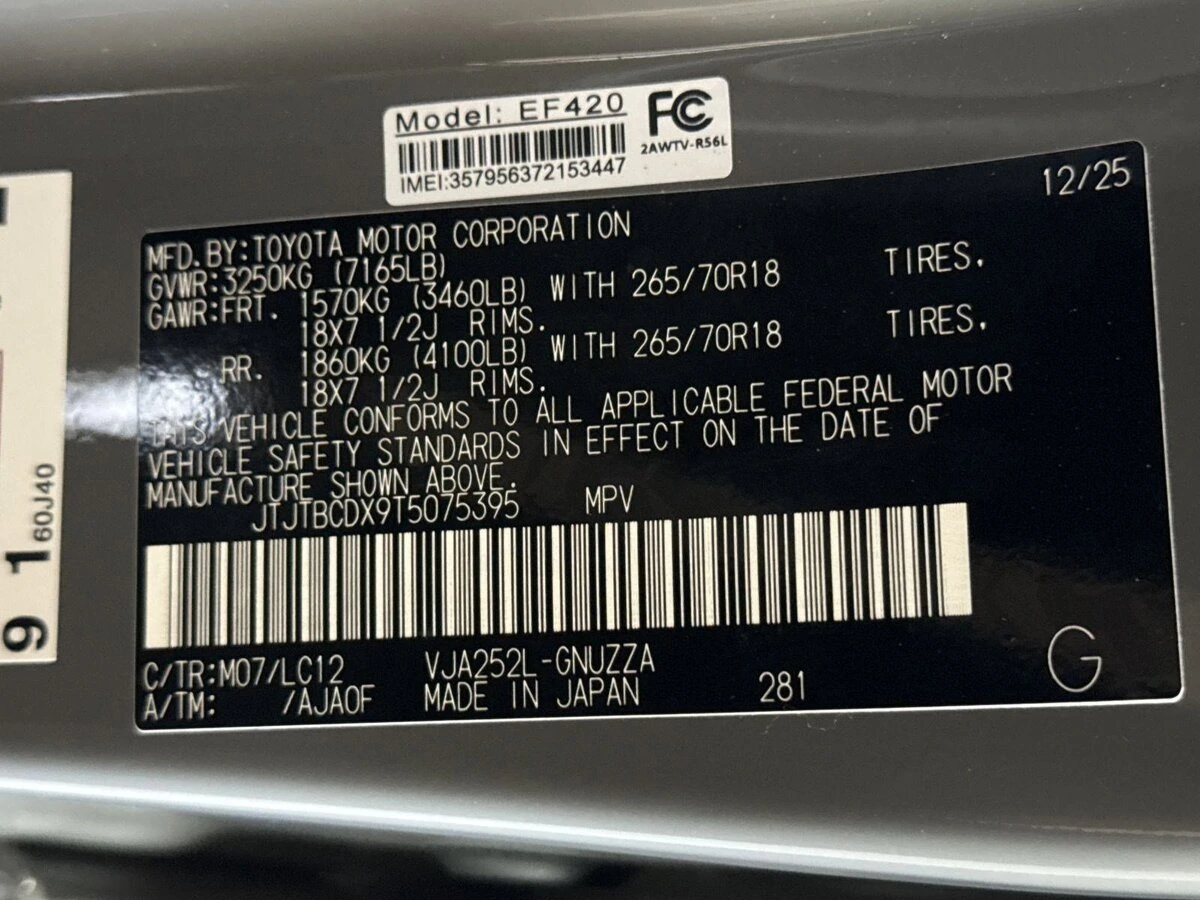 Model: EF420
FC
2AWTV-R56L
IMEI:357956372153447
12/25
MFD.BY:TOYOTA MOTOR CORPORATION
GVWR:3250KG (7165LB)
GAWR:FRT. 1570KG (3460LB) WITH 265/70R18 TIRES.
18X7 1/2J RIMS.
RR. 1860KG (4100LB) WITH 265/70R18 TIRES.
18X7 1/2J RIMS.
THIS VEHICLE CONFORMS TO ALL APPLICABLE FEDERAL MOTOR
VEHICLE SAFETY STANDARDS IN EFFECT ON THE DATE OF
MANUFACTURE SHOWN ABOVE.
JTJTBCDX9T5075395 MPV
C/TR:M07/LC12 VJA252L-GNUZZA
A/TM: /AJA0F MADE IN JAPAN 281
G
9 1 60J40